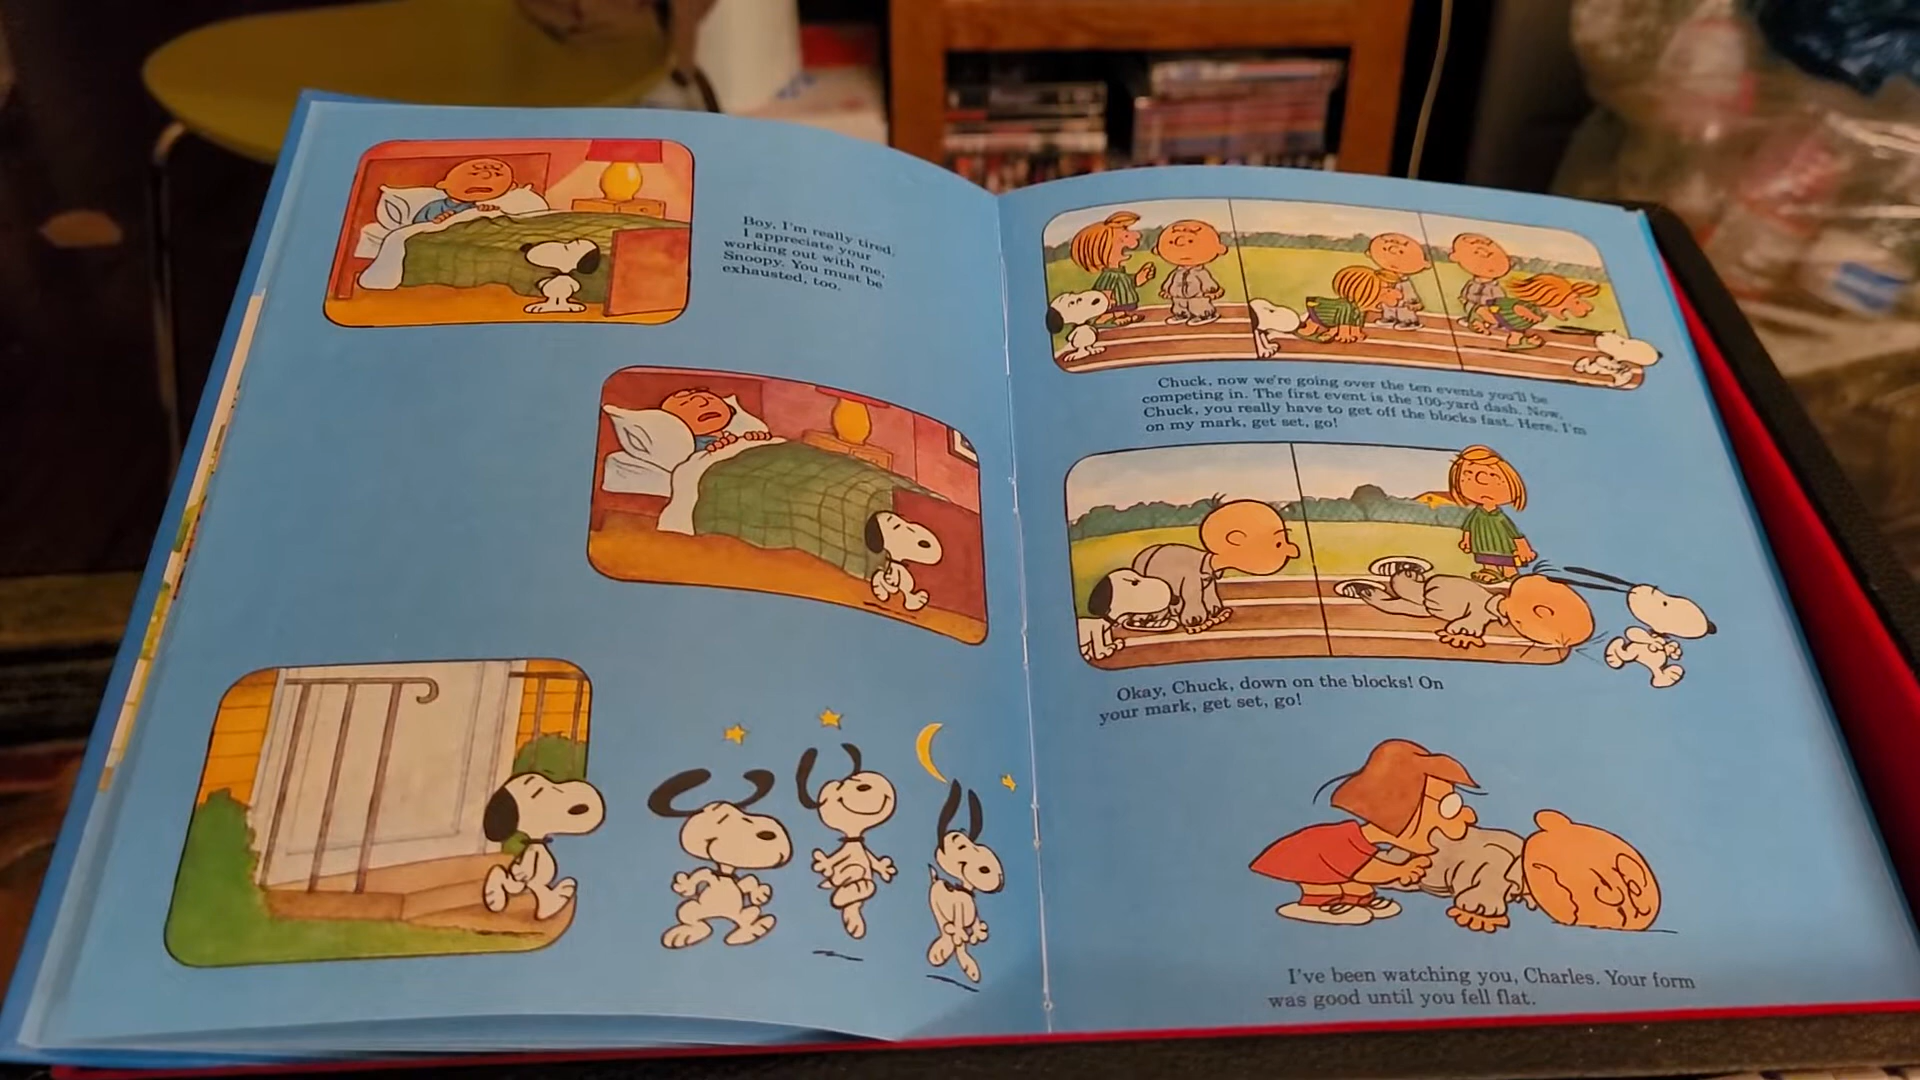 Boy, I'm really tired.
I appreciate your
working out with me,
Snoopy. You must be
exhausted, too.
Chuck, now we're going over the ten events you'll be
competing in. The first event is the 100-yard dash. Now,
Chuck, you really have to get off the blocks fast. Here, I'm
on my mark, get set, go!
Okay, Chuck, down on the blocks! On
your mark, get set, go!
I've been watching you, Charles. Your form
was good until you fell flat.